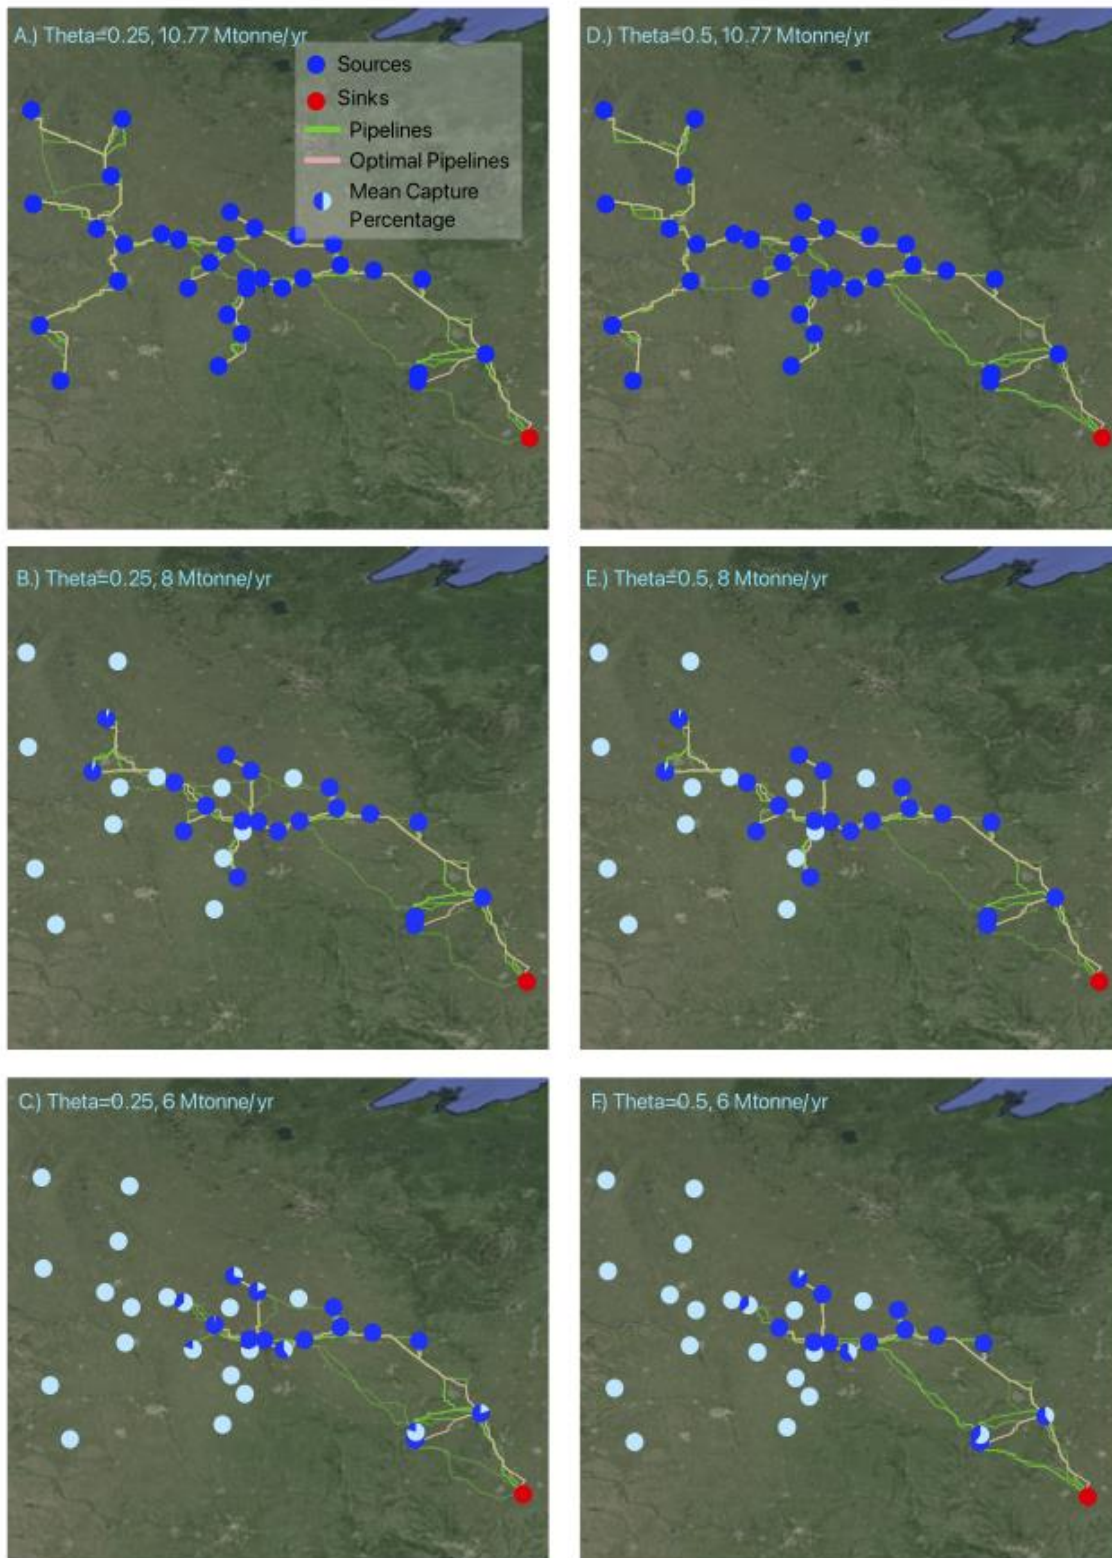 A.) Theta=0.25, 10.77 Mtonne/yr
Sources
Sinks
Pipelines
Optimal Pipelines
Mean Capture
Percentage
D.) Theta=0.5, 10.77 Mtonne/yr
B.) Theta=0.25, 8 Mtonne/yr
E.) Theta=0.5, 8 Mtonne/yr
C.) Theta=0.25, 6 Mtonne/yr
F.) Theta=0.5, 6 Mtonne/yr